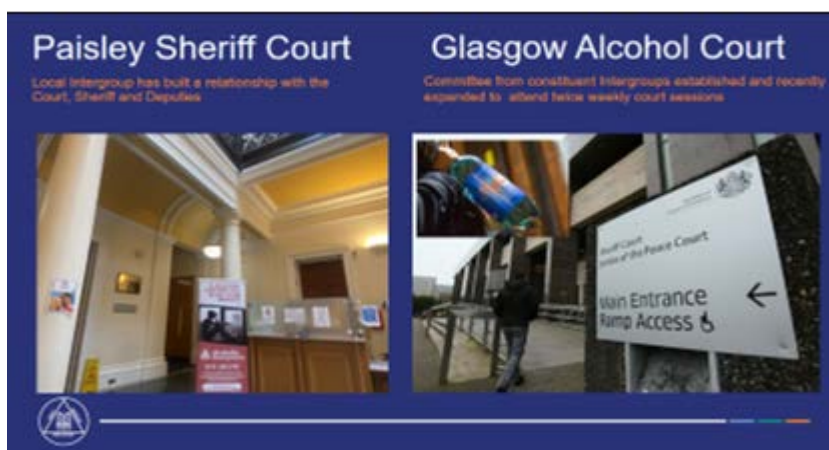 Paisley Sheriff Court
Local Intergroup has built a relationship with the
Court, Sheriff and Deputies
Glasgow Alcohol Court
Committee from constituent Intergroups established and recently
expanded to attend twice weekly court sessions
Sheriff Court
Justice of the Peace Court
Main Entrance
Ramp Access